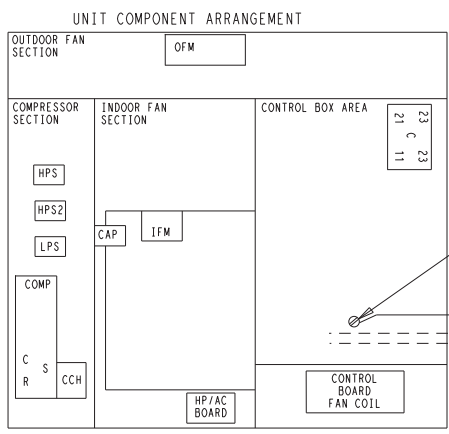 UNIT COMPONENT ARRANGEMENT
OUTDOOR FAN
SECTION
OFM
COMPRESSOR
SECTION
INDOOR FAN
SECTION
CONTROL BOX AREA
21
23
C
11
23
HPS
HPS2
LPS
CAP
IFM
COMP
C
S
R
CCH
HP/AC
BOARD
CONTROL
BOARD
FAN COIL